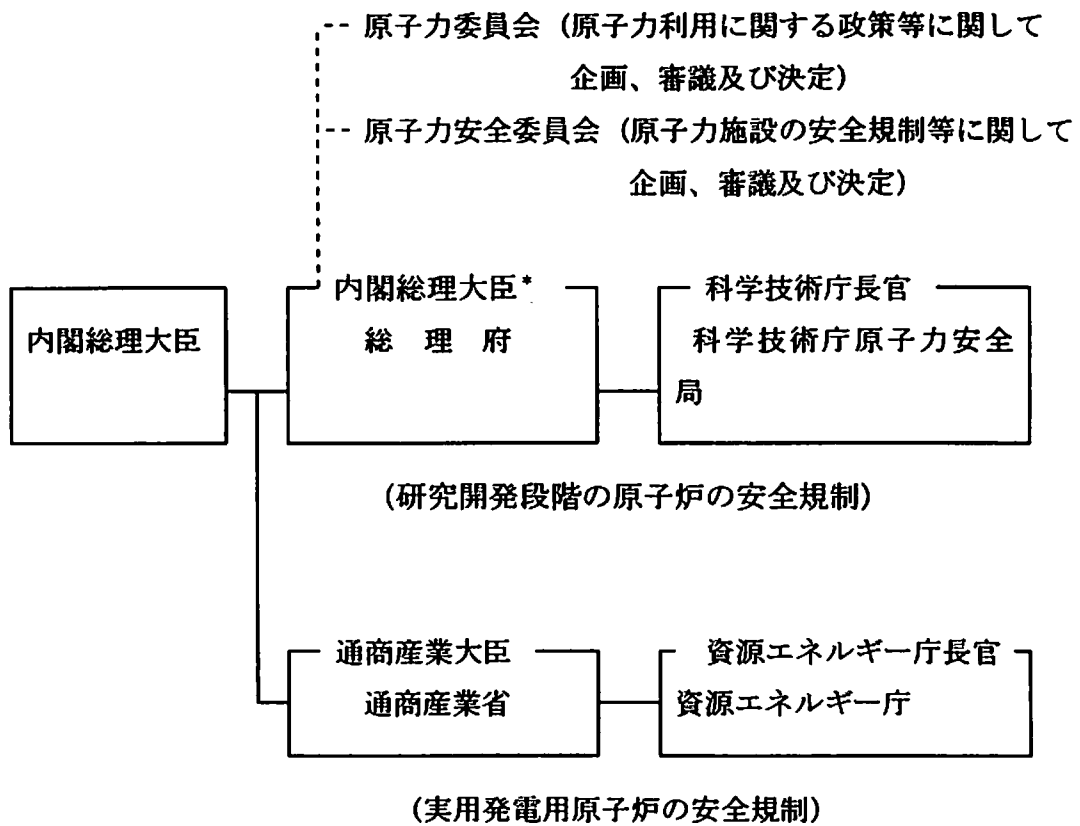 原子力委員会（原子力利用に関する政策等に関して
企画、審議及び決定）
原子力安全委員会（原子力施設の安全規制等に関して
企画、審議及び決定）
内閣総理大臣
内閣総理大臣*
総理府
科学技術庁長官
科学技術庁原子力安全
局
（研究開発段階の原子炉の安全規制）
通商産業大臣
通商産業省
資源エネルギー庁長官
資源エネルギー庁
（実用発電用原子炉の安全規制）